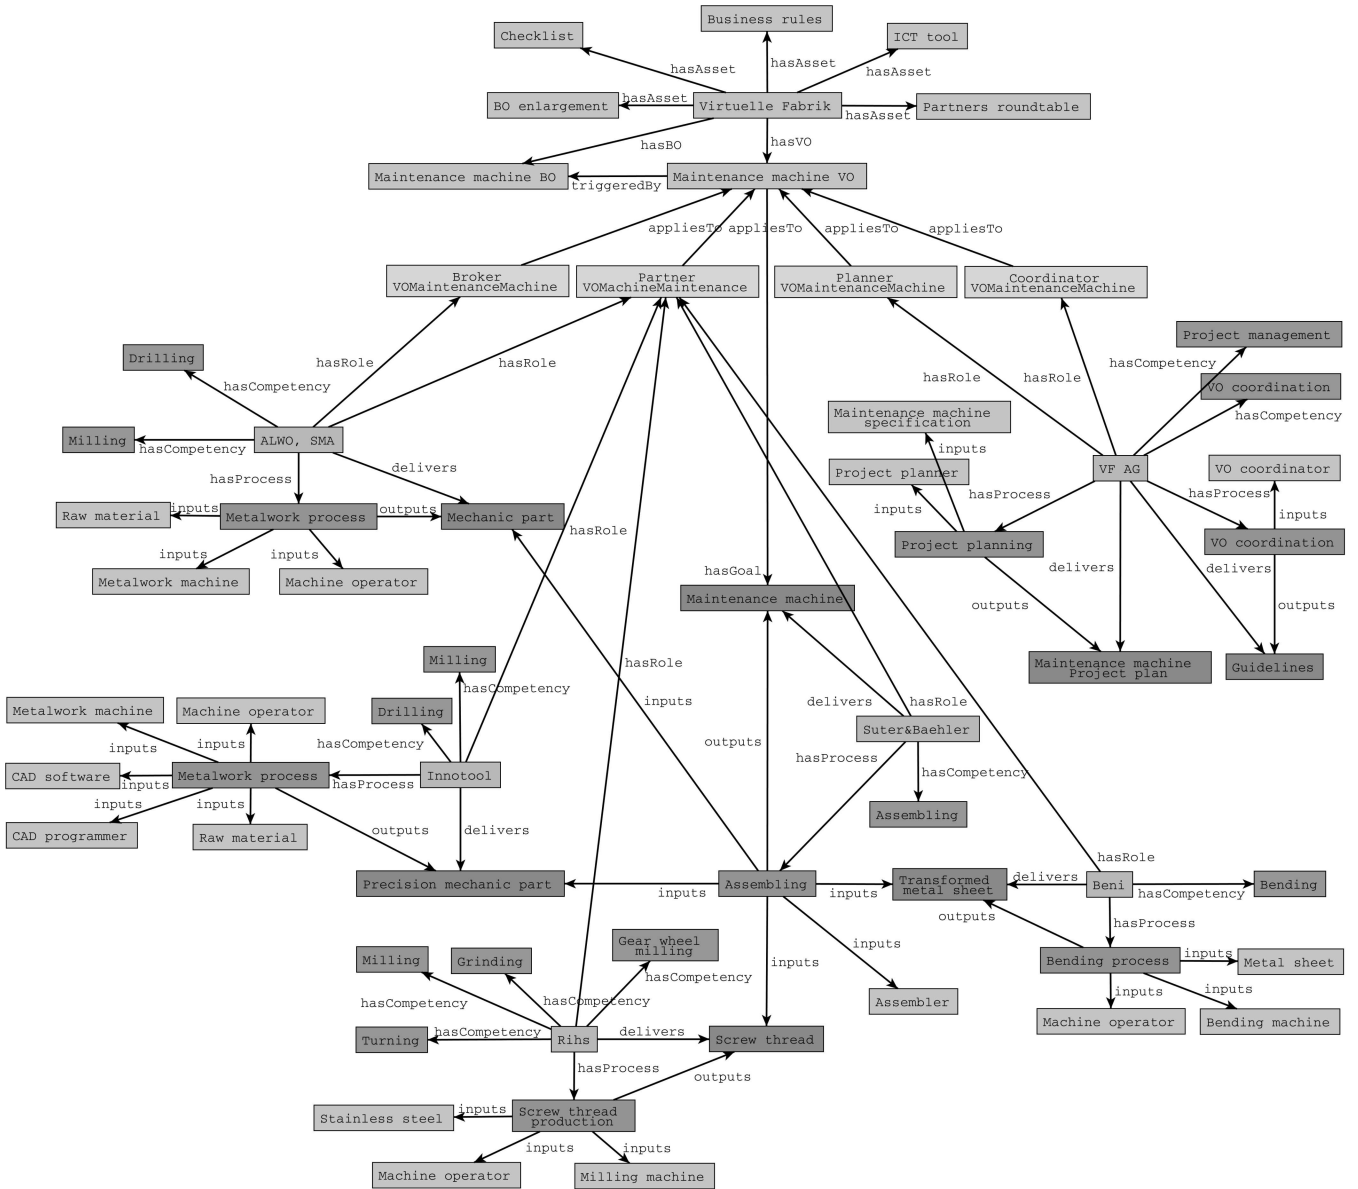 Business rules
Checklist
ICT tool
hasAsset
hasAsset
hasAsset
BO enlargement
hasAsset
Virtuelle Fabrik
hasAsset
Partners roundtable
hasBO
hasVO
Maintenance machine BO
triggeredBy
Maintenance machine VO
appliesTo
appliesTo
appliesTo
appliesTo
Broker
VOMaintenanceMachine
Partner
VOMachineMaintenance
Planner
VOMaintenanceMachine
Coordinator
VOMaintenanceMachine
Project management
Drilling
hasRole
hasRole
hasCompetency
hasRole
hasRole
hasCompetency
VO coordination
hasCompetency
Maintenance machine
specification
Milling
hasCompetency
ALWO, SMA
inputs
delivers
Project planner
VF AG
VO coordinator
hasProcess
hasProcess
hasProcess
inputs
inputs
Raw material
inputs
Metalwork process
outputs
Mechanic part
hasRole
Project planning
VO coordination
inputs
inputs
Metalwork machine
Machine operator
hasGoal
delivers
delivers
Maintenance machine
outputs
outputs
Milling
hasRole
Maintenance machine
Project plan
Guidelines
hasCompetency
inputs
delivers
hasRole
Metalwork machine
Machine operator
Drilling
Suter&Baehler
inputs
inputs
hasCompetency
outputs
hasProcess
CAD software
inputs
Metalwork process
hasProcess
Innotool
hasCompetency
inputs
inputs
CAD programmer
Raw material
outputs
delivers
Assembling
hasRole
Precision mechanic part
inputs
Assembling
inputs
Transformed
metal sheet
delivers
Beni
hasCompetency
Bending
outputs
hasProcess
Milling
Grinding
Gear wheel
milling
inputs
inputs
Bending process
inputs
Metal sheet
hasCompetency
hasCompetency
hasCompetency
Assembler
inputs
inputs
Machine operator
Bending machine
Turning
hasCompetency
Rihs
delivers
Screw thread
hasProcess
outputs
Stainless steel
inputs
Screw thread
production
inputs
inputs
Machine operator
Milling machine